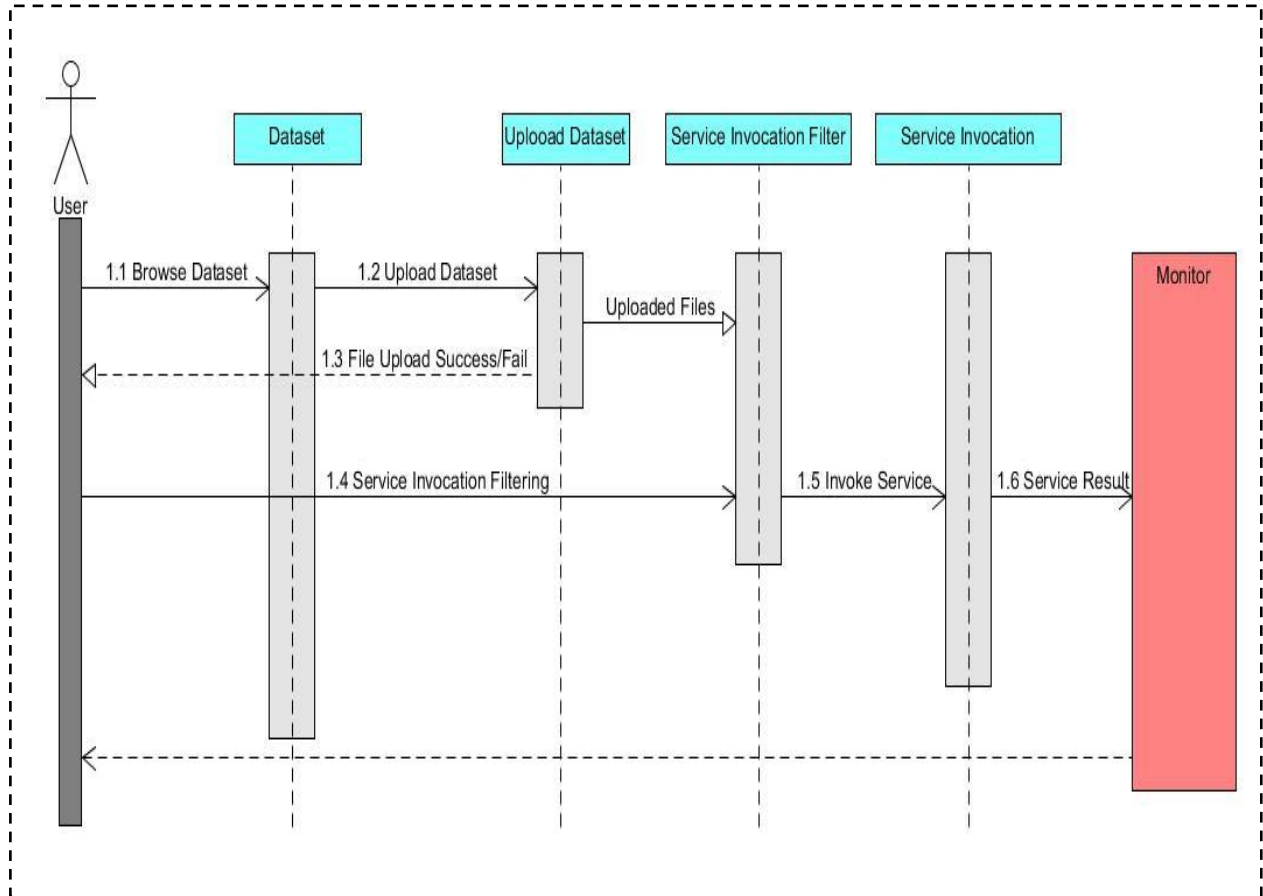 User
Dataset
Uplooad Dataset
Service Invocation Filter
Service Invocation
Monitor
1.1 Browse Dataset
1.2 Upload Dataset
Uploaded Files
1.3 File Upload Success/Fail
1.4 Service Invocation Filtering
1.5 Invoke Service
1.6 Service Result